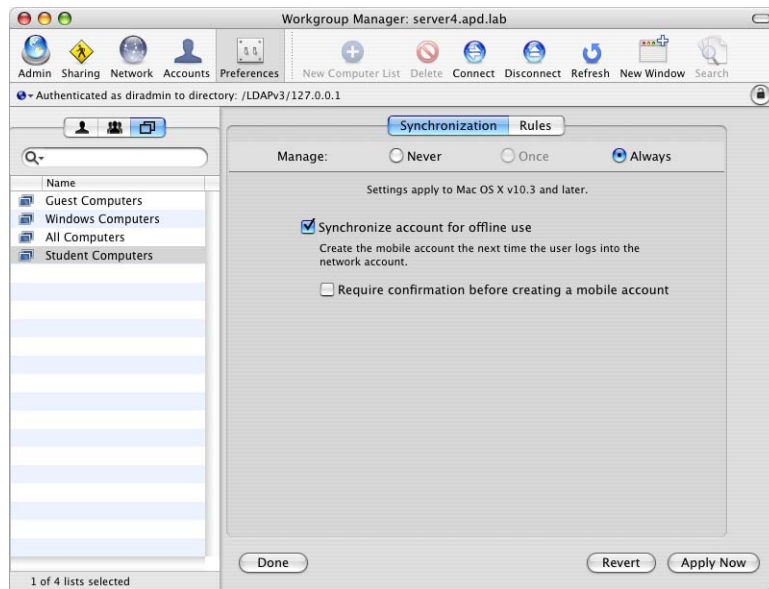 Workgroup Manager: server4.apd.lab
Admin Sharing Network Accounts Preferences New Computer List Delete Connect Disconnect Refresh New Window Search
Authenticated as diradmin to directory: /LDAPv3/127.0.0.1
Synchronization Rules
Manage: Never Once Always
Settings apply to Mac OS X v10.3 and later.
Name
Guest Computers
Windows Computers
All Computers
Student Computers
Synchronize account for offline use
Create the mobile account the next time the user logs into the
network account.
Require confirmation before creating a mobile account
Done Revert Apply Now
1 of 4 lists selected